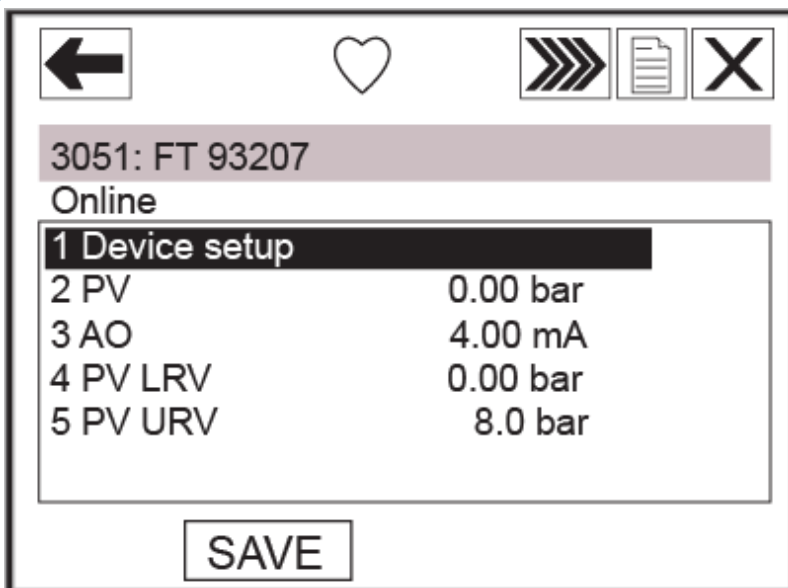 3051: FT 93207
Online
1 Device setup
2 PV 0.00 bar
3 AO 4.00 mA
4 PV LRV 0.00 bar
5 PV URV 8.0 bar
SAVE